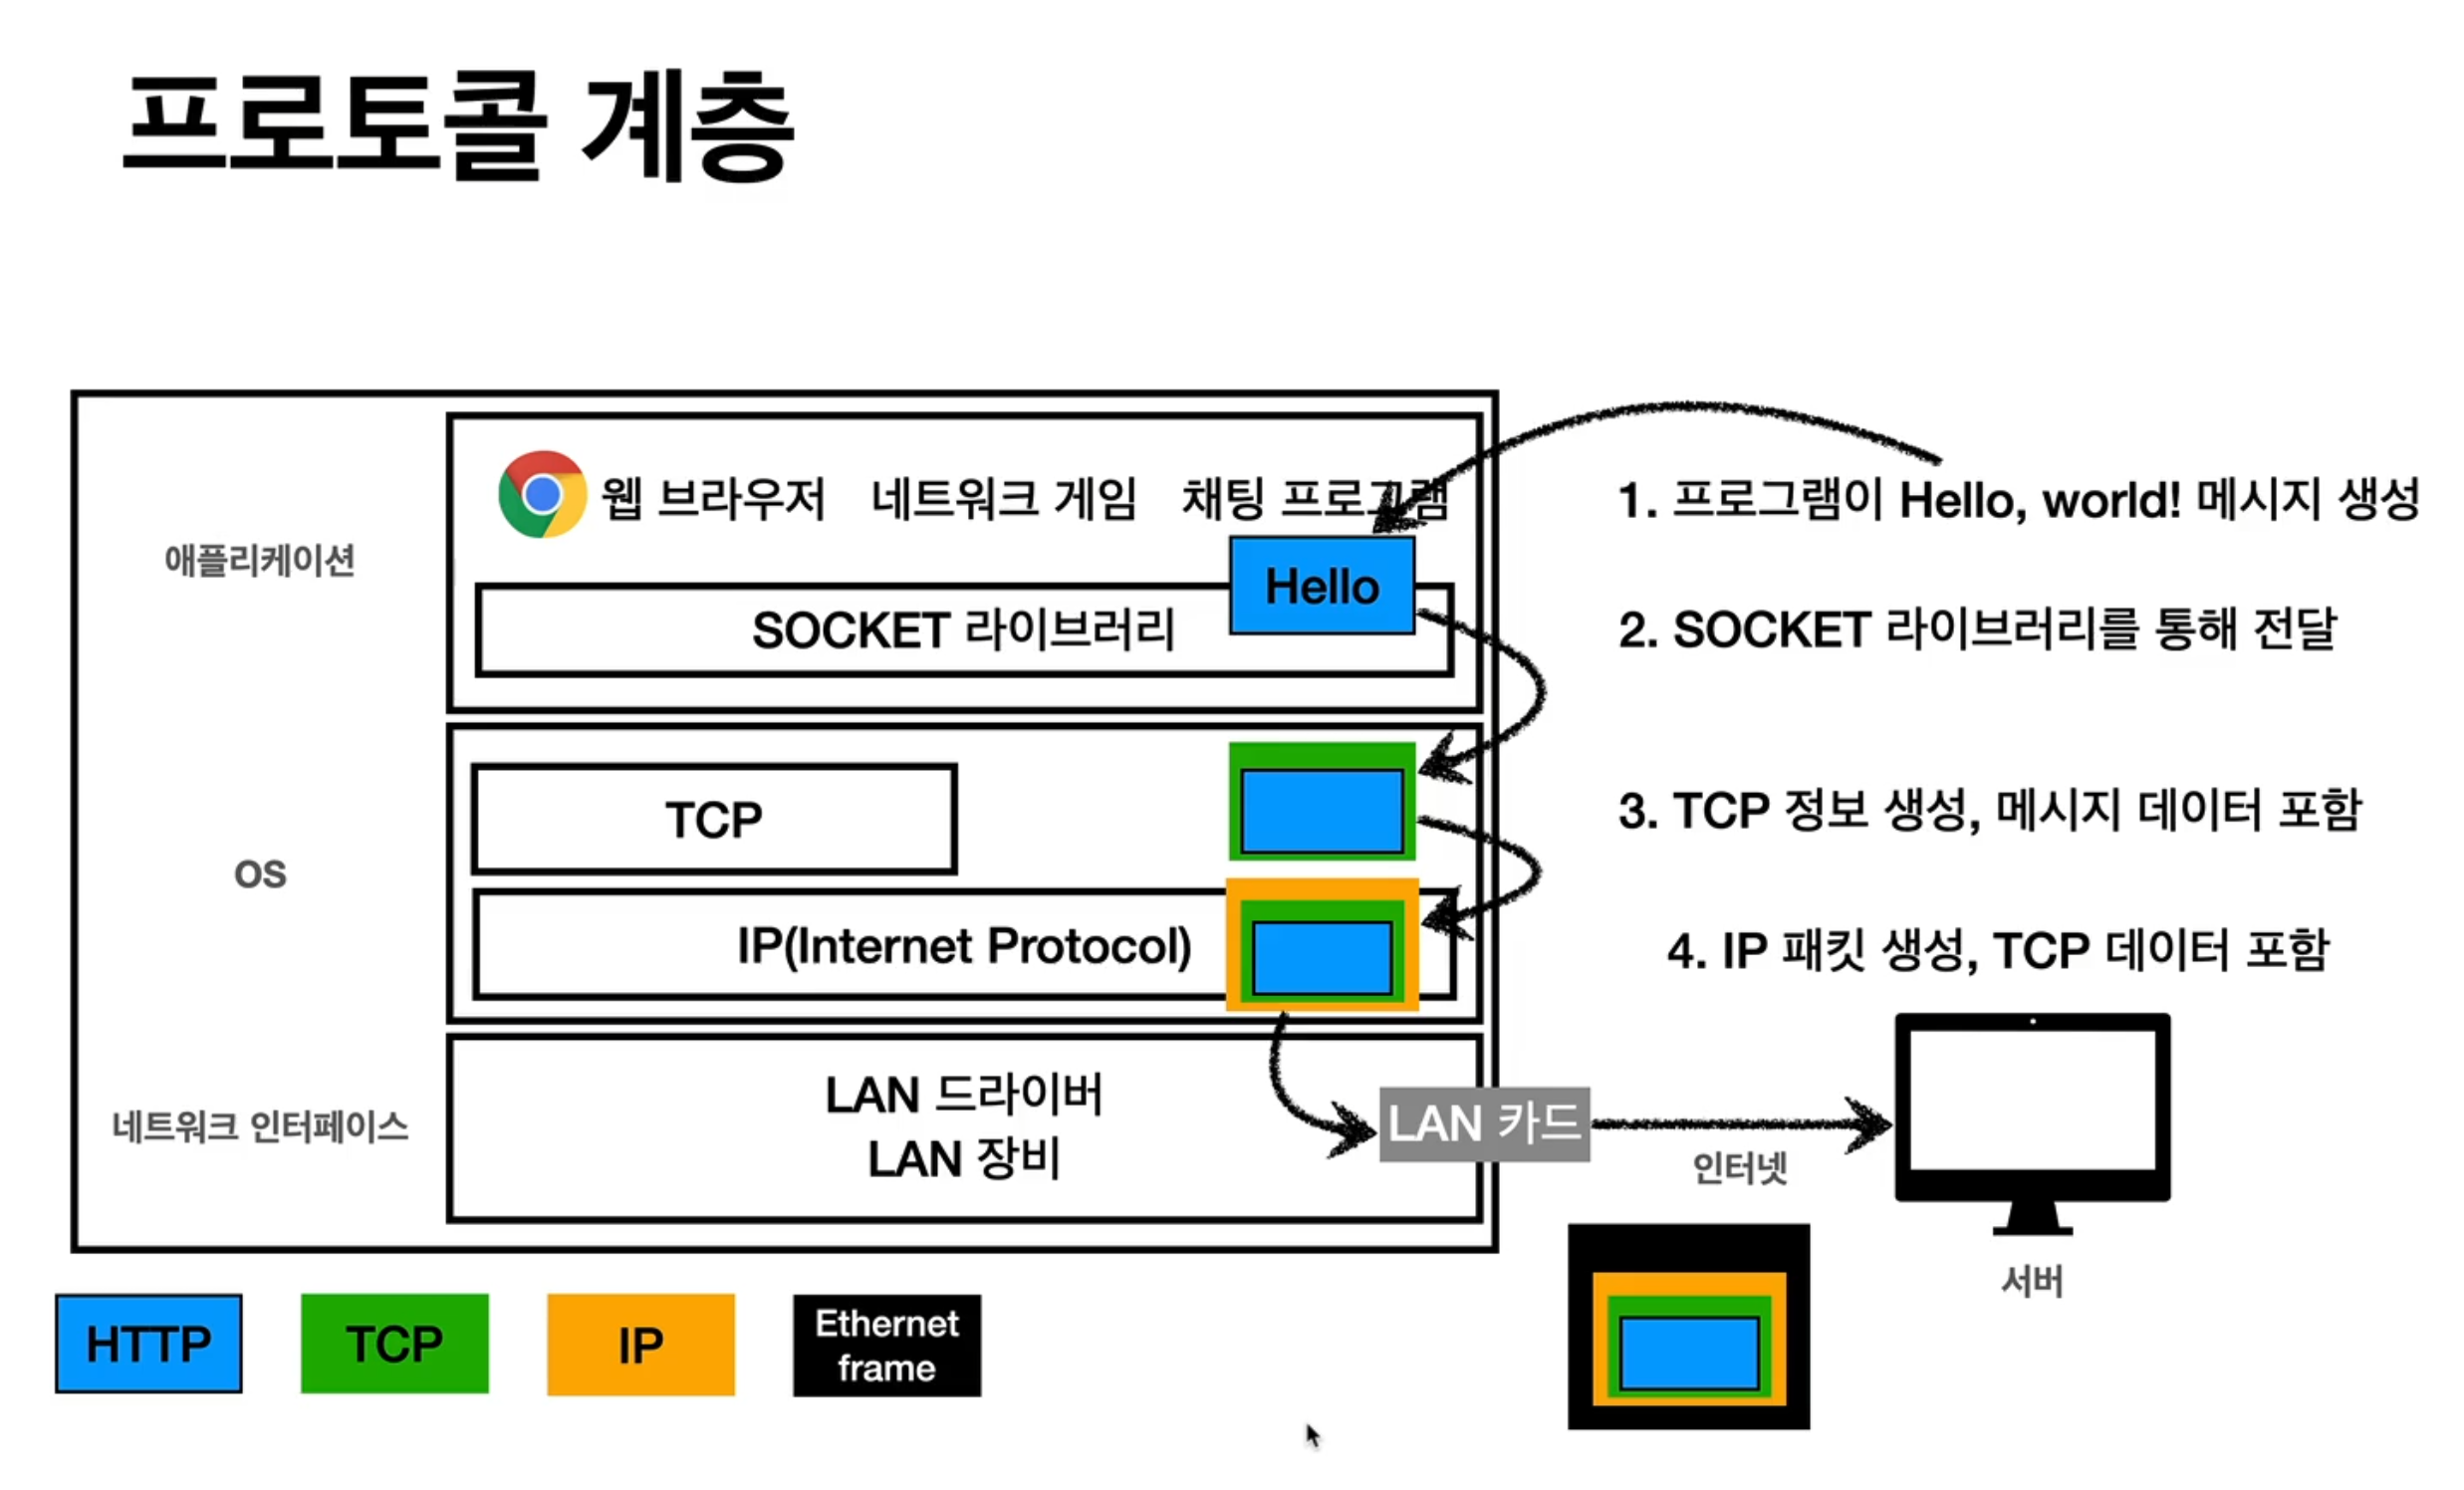 프로토콜 계층
애플리케이션
웹 브라우저 네트워크 게임 채팅 프로그램
Hello
SOCKET 라이브러리
1. 프로그램이 Hello, world! 메시지 생성
2. SOCKET 라이브러리를 통해 전달
OS
TCP
IP(Internet Protocol)
3. TCP 정보 생성, 메시지 데이터 포함
4. IP 패킷 생성, TCP 데이터 포함
네트워크 인터페이스
LAN 드라이버
LAN 장비
LAN 카드
인터넷
서버
HTTP
TCP
IP
Ethernet
frame